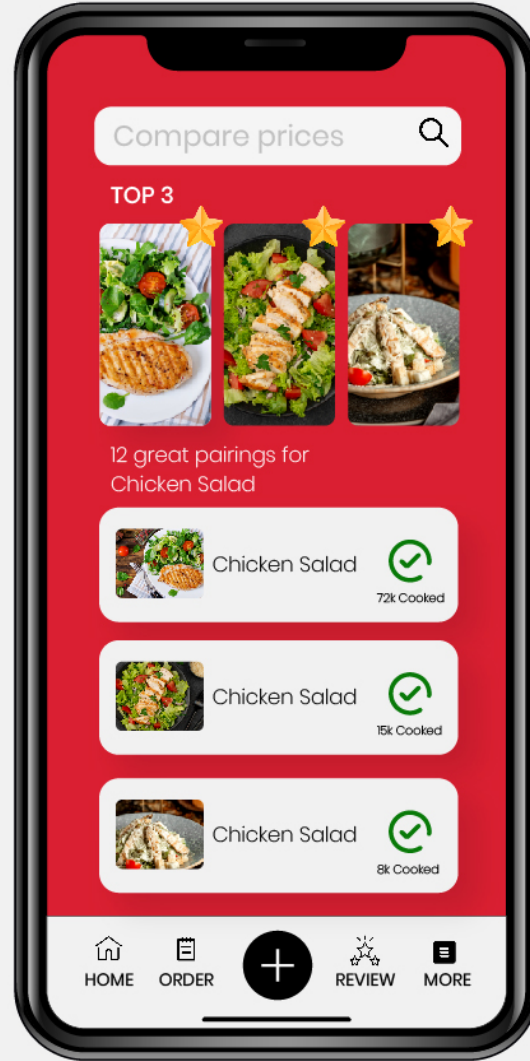 Compare prices
TOP 3
12 great pairings for
Chicken Salad
Chicken Salad
72k Cooked
Chicken Salad
15k Cooked
Chicken Salad
8k Cooked
HOME ORDER REVIEW MORE